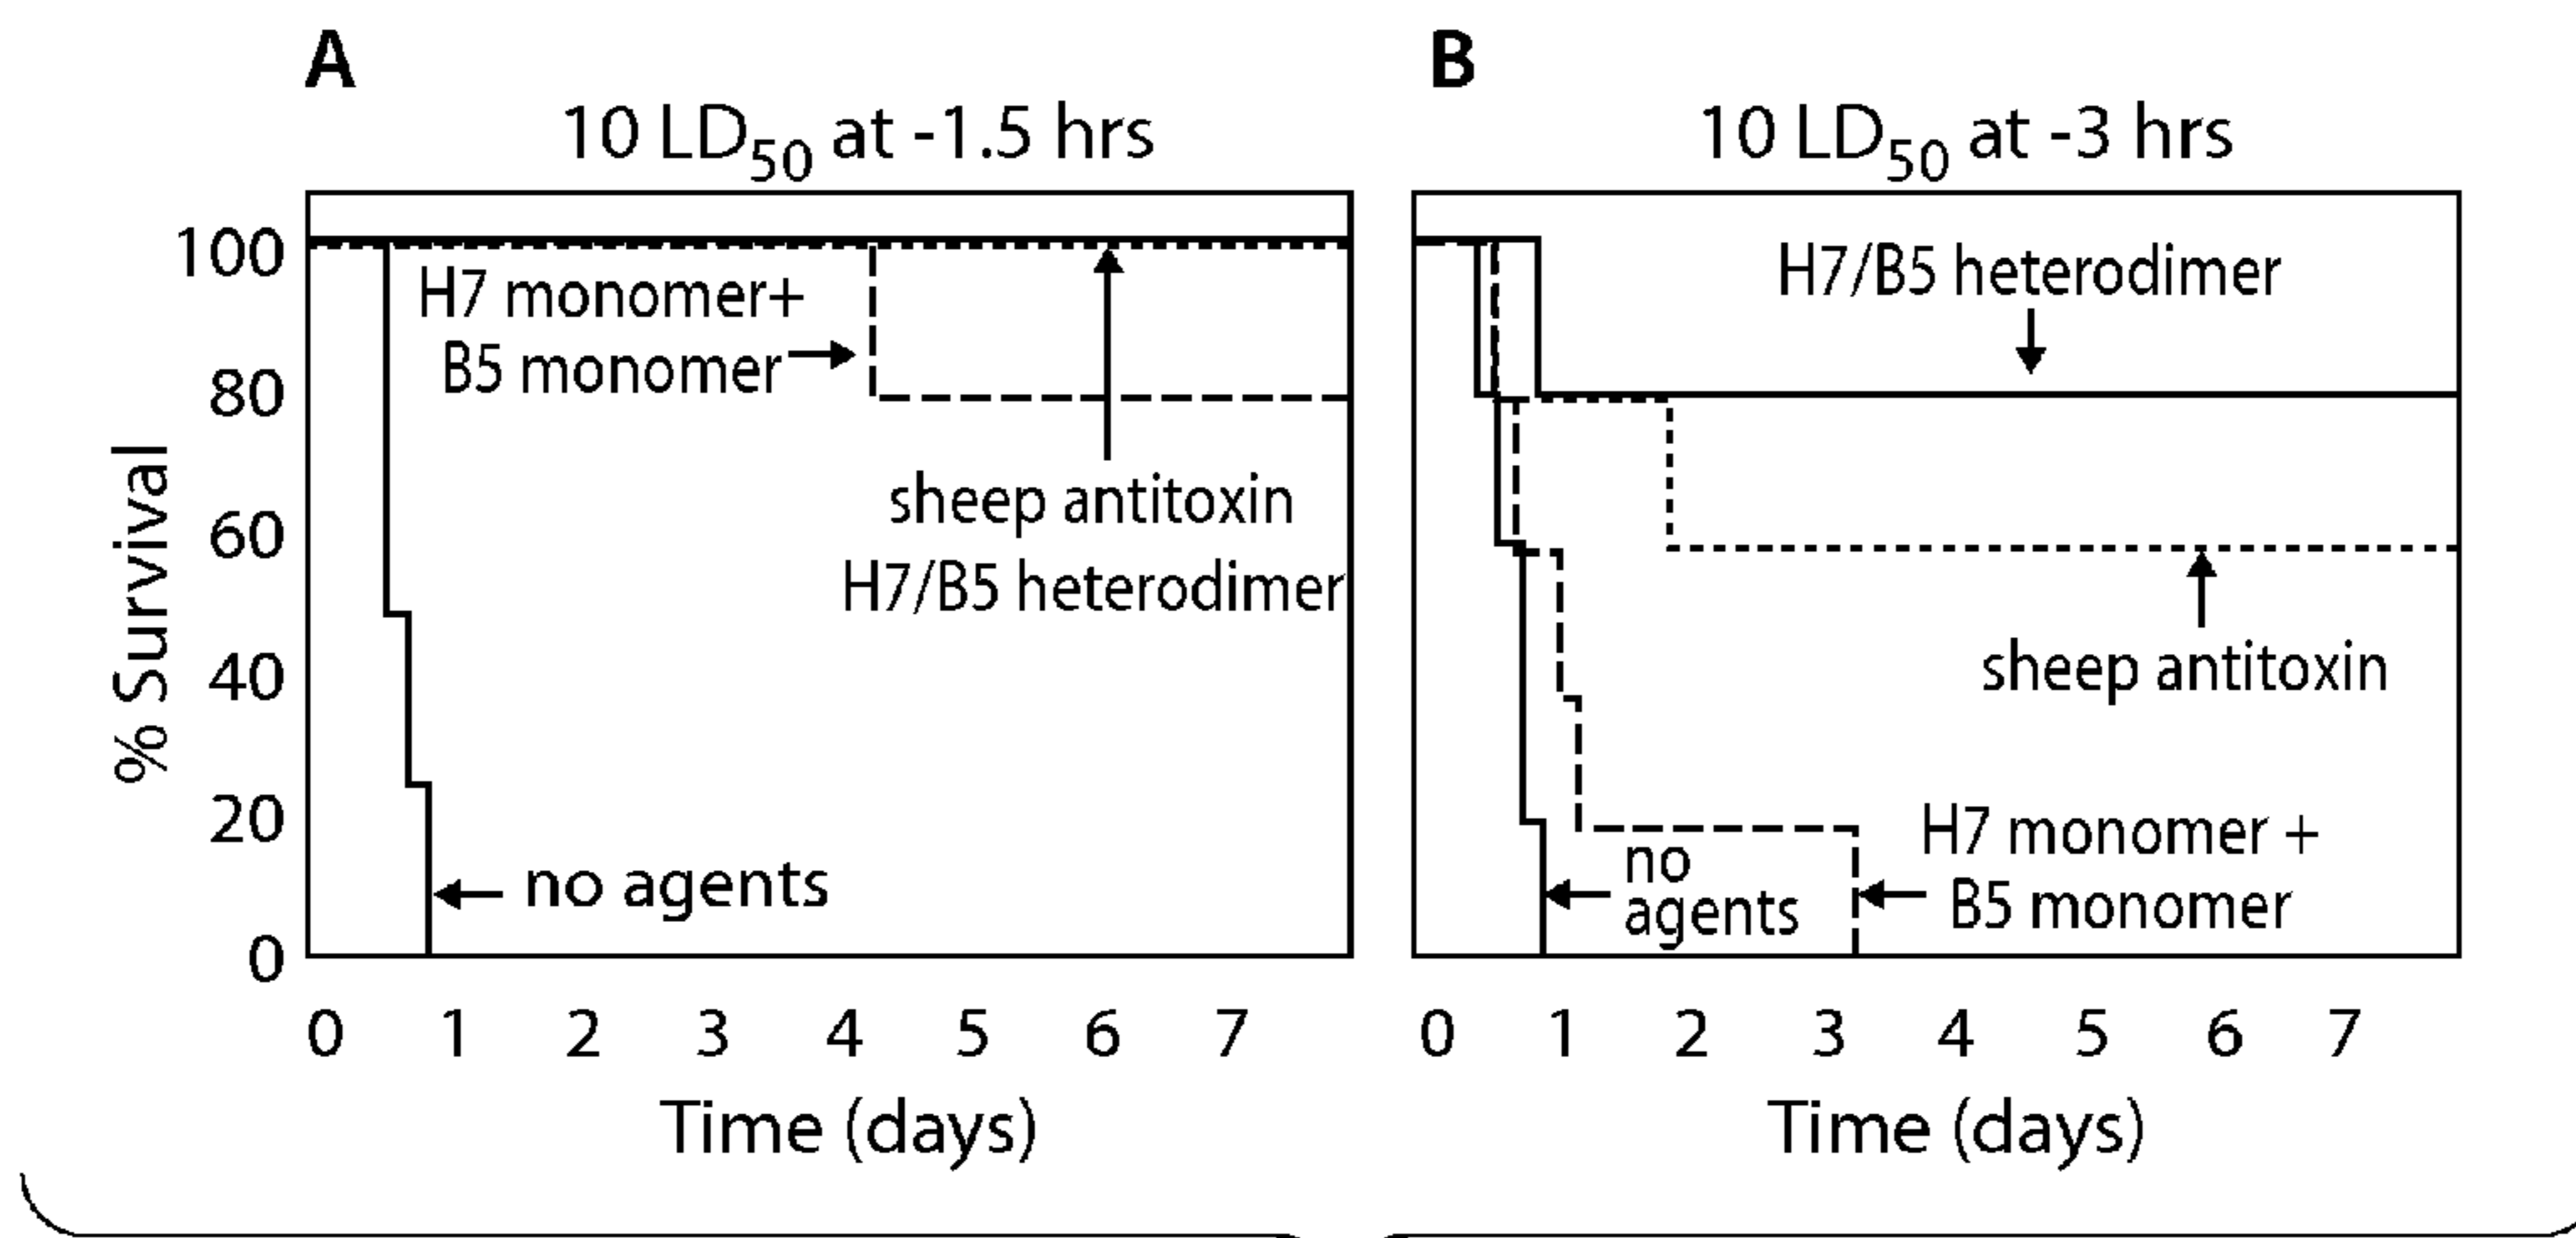 A
10 LD50 at -1.5 hrs
% Survival
100
80
60
40
20
0
H7 monomer+
B5 monomer
sheep antitoxin
H7/B5 heterodimer
no agents
0 1 2 3 4 5 6 7
Time (days)
B
10 LD50 at -3 hrs
H7/B5 heterodimer
sheep antitoxin
no
agents
H7 monomer +
B5 monomer
0 1 2 3 4 5 6 7
Time (days)